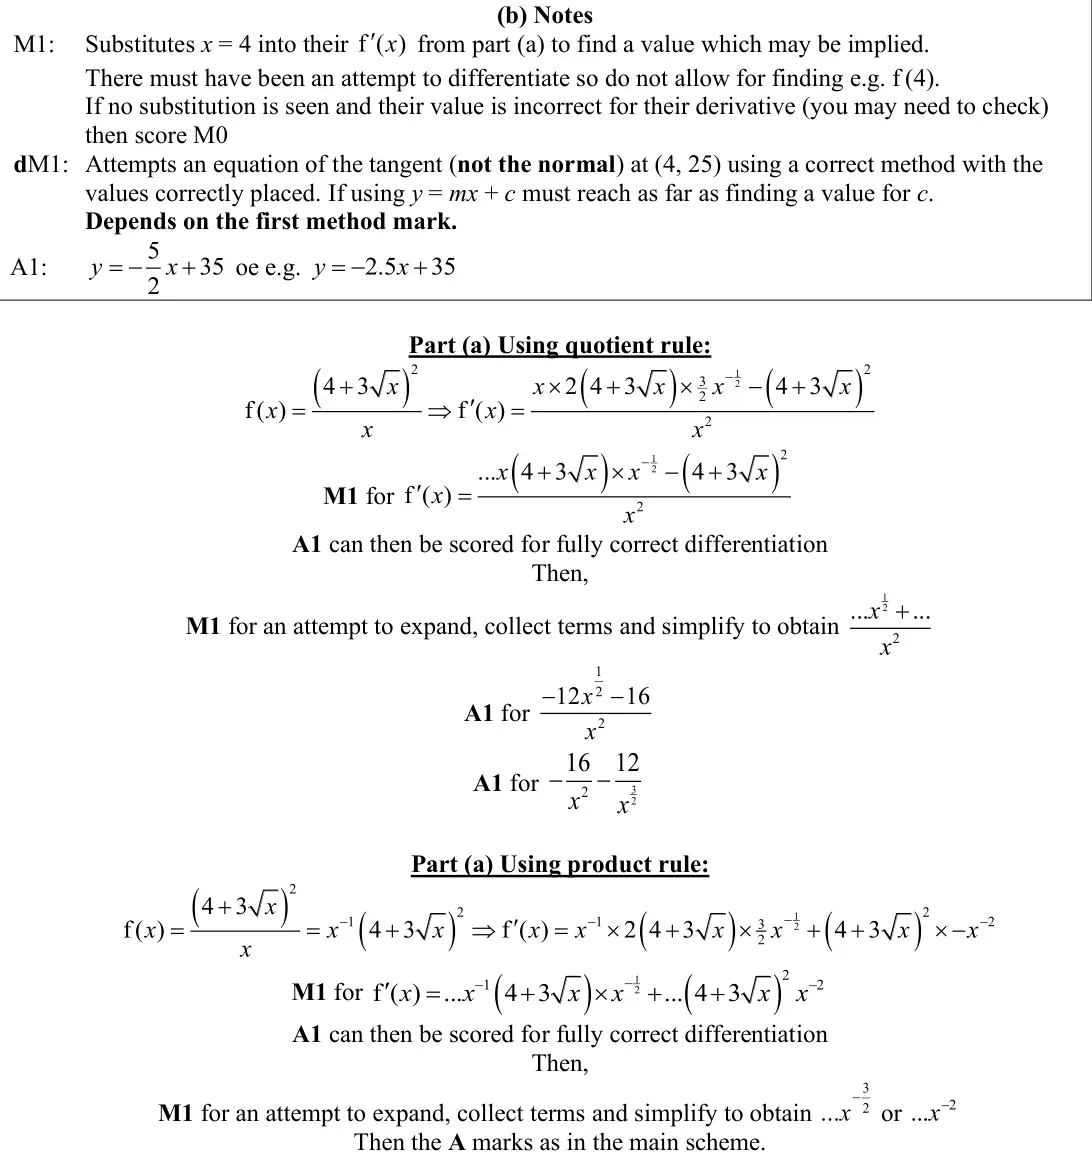 (b) Notes
M1: Substitutes x = 4 into their f′(x) from part (a) to find a value which may be implied.
There must have been an attempt to differentiate so do not allow for finding e.g. f (4).
If no substitution is seen and their value is incorrect for their derivative (you may need to check)
then score M0
dM1: Attempts an equation of the tangent (not the normal) at (4, 25) using a correct method with the
values correctly placed. If using y = mx + c must reach as far as finding a value for c.
Depends on the first method mark.
A1: y = −5/2 x + 35 oe e.g. y = −2.5x + 35
Part (a) Using quotient rule:
f(x) = (4+3√x)²/x ⇒ f′(x) = (x×2(4+3√x)×3/2 x^(−1/2) − (4+3√x)²)/x²
M1 for f′(x) = (...x(4+3√x)×x^(−1/2) − (4+3√x)²)/x²
A1 can then be scored for fully correct differentiation
Then,
M1 for an attempt to expand, collect terms and simplify to obtain (...x^(1/2) + ...)/x²
A1 for (−12x^(1/2) − 16)/x²
A1 for −16/x² − 12/x^(3/2)
Part (a) Using product rule:
f(x) = (4+3√x)²/x = x⁻¹(4+3√x)² ⇒ f′(x) = x⁻¹×2(4+3√x)×3/2 x^(−1/2) + (4+3√x)²×−x⁻²
M1 for f′(x) = ...x⁻¹(4+3√x)×x^(−1/2) + ...(4+3√x)² x⁻²
A1 can then be scored for fully correct differentiation
Then,
M1 for an attempt to expand, collect terms and simplify to obtain ...x^(−3/2) or ...x⁻²
Then the A marks as in the main scheme.